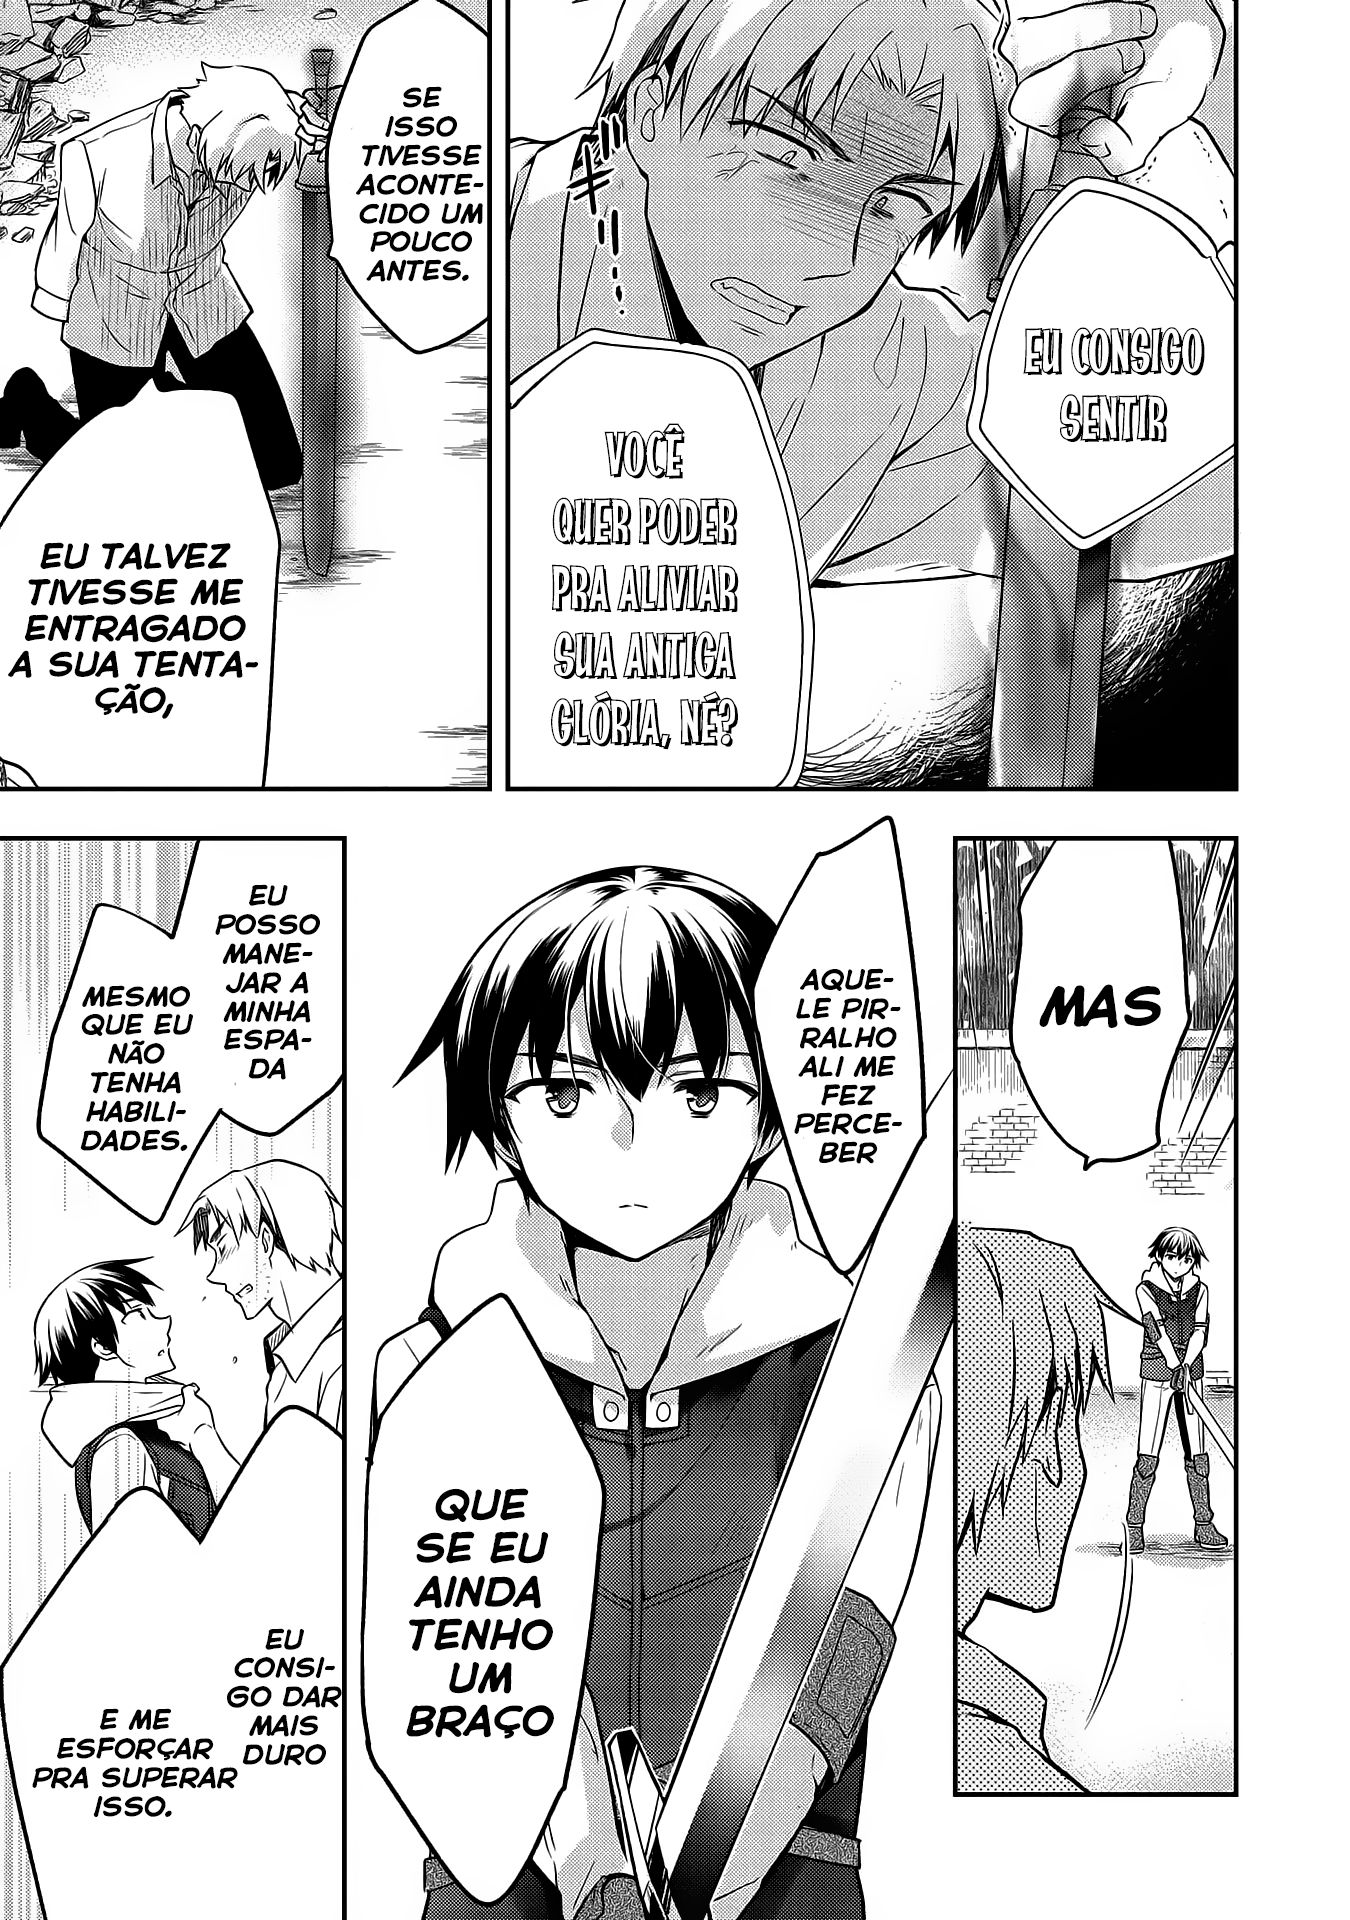 EU CONSIGO
SENTIR
VOCÊ
QUER PODER
PRA ALIVIAR
SUA ANTIGA
GLÓRIA, NÉ?
SE
ISSO
TIVESSE
ACONTE-
CIDO UM
POUCO
ANTES.
EU TALVEZ
TIVESSE ME
ENTRAGADO
A SUA TENTA-
ÇÃO,
MAS
AQUE-
LE PIR-
RALHO
ALI ME
FEZ
PERCE-
BER
QUE
SE EU
AINDA
TENHO
UM
BRAÇO
EU
POSSO
MANE-
JAR A
MINHA
ESPA-
DA
MESMO
QUE EU
NÃO
TENHA
HABILI-
DADES.
EU
CONSI-
GO DAR
MAIS
DURO
E ME
ESFORÇAR
PRA SUPERAR
ISSO.